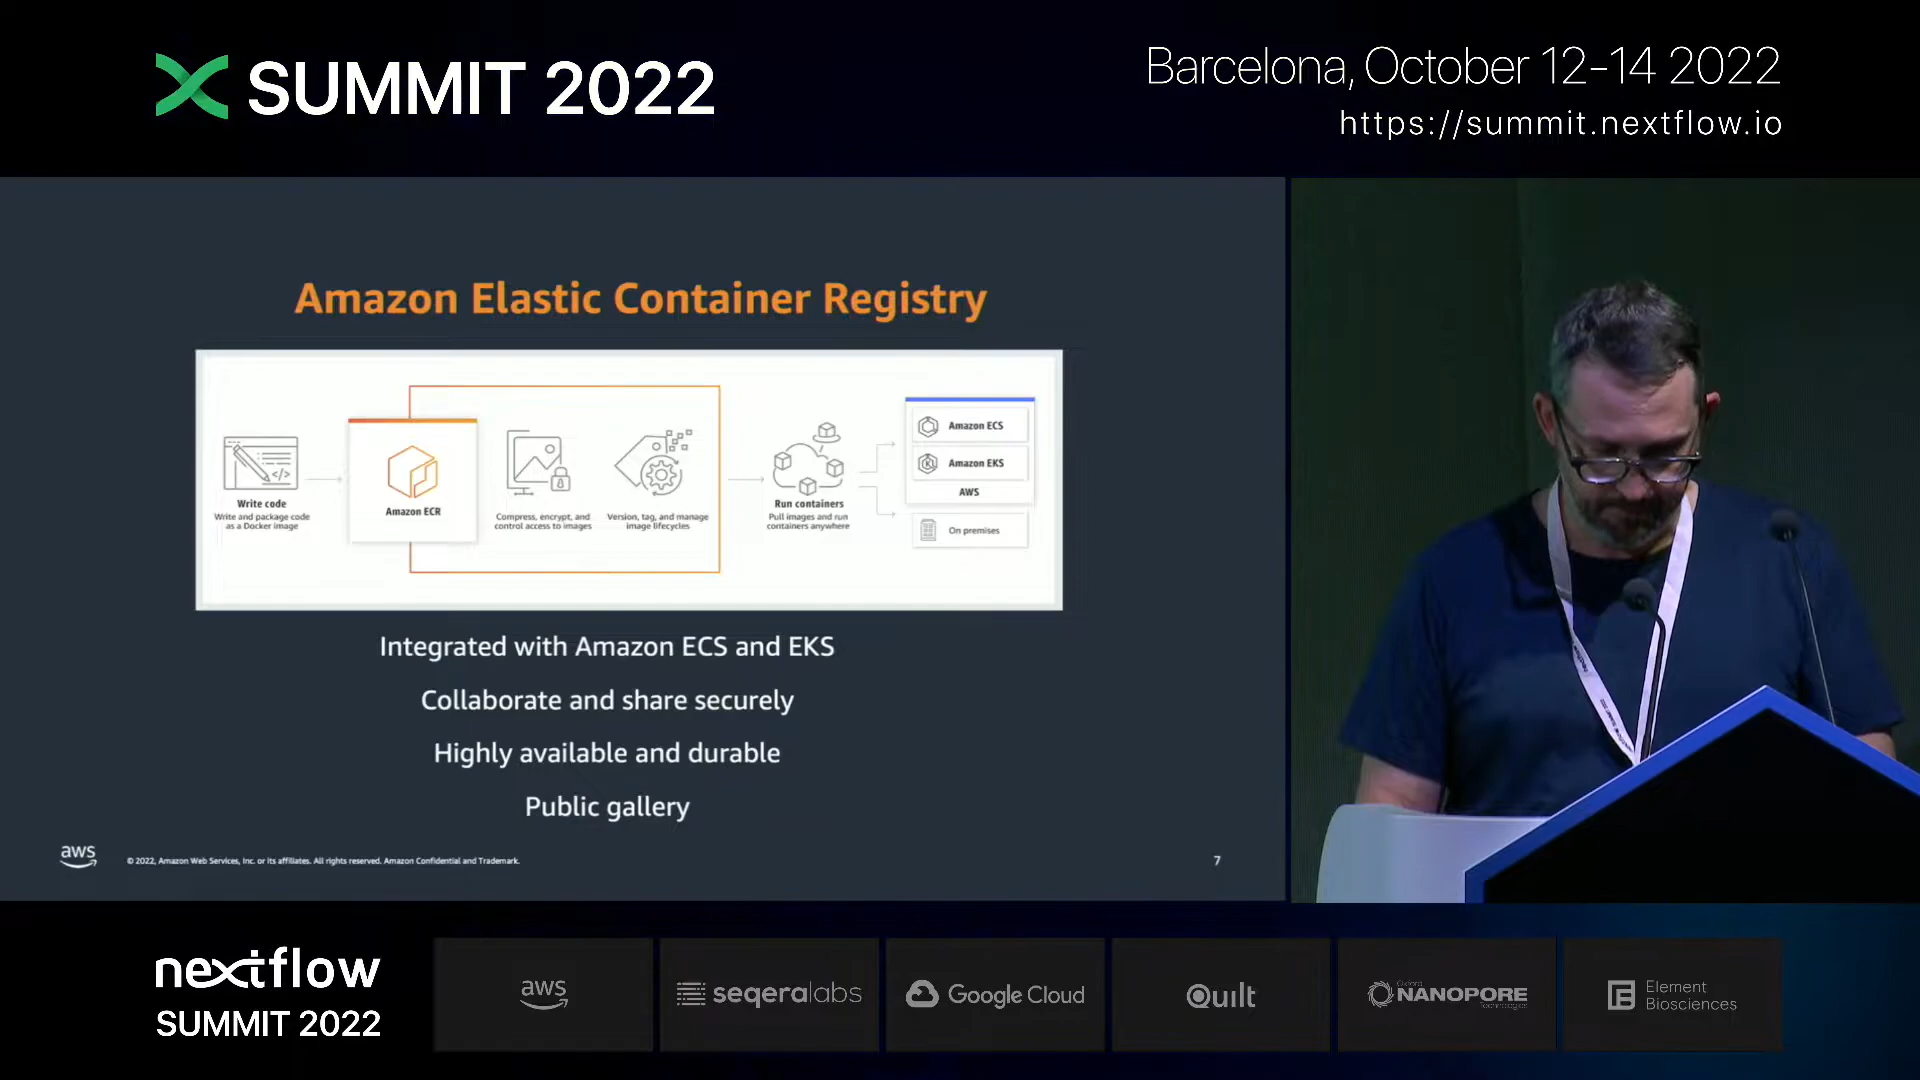 SUMMIT 2022
Barcelona, October 12-14 2022
https://summit.nextflow.io
Amazon Elastic Container Registry
Write code
Write and package code
as a Docker image
Amazon ECR
Compress, encrypt, and
control access to images
Version, tag, and manage
image lifecycles
Run containers
Pull images and run
containers anywhere
Amazon ECS
Amazon EKS
AWS
On premises
Integrated with Amazon ECS and EKS
Collaborate and share securely
Highly available and durable
Public gallery
aws
© 2022, Amazon Web Services, Inc. or its affiliates. All rights reserved. Amazon Confidential and Trademark.
7
nextflow
SUMMIT 2022
aws
seqeralabs
Google Cloud
Quilt
Oxford
NANOPORE
Technologies
Element
Biosciences